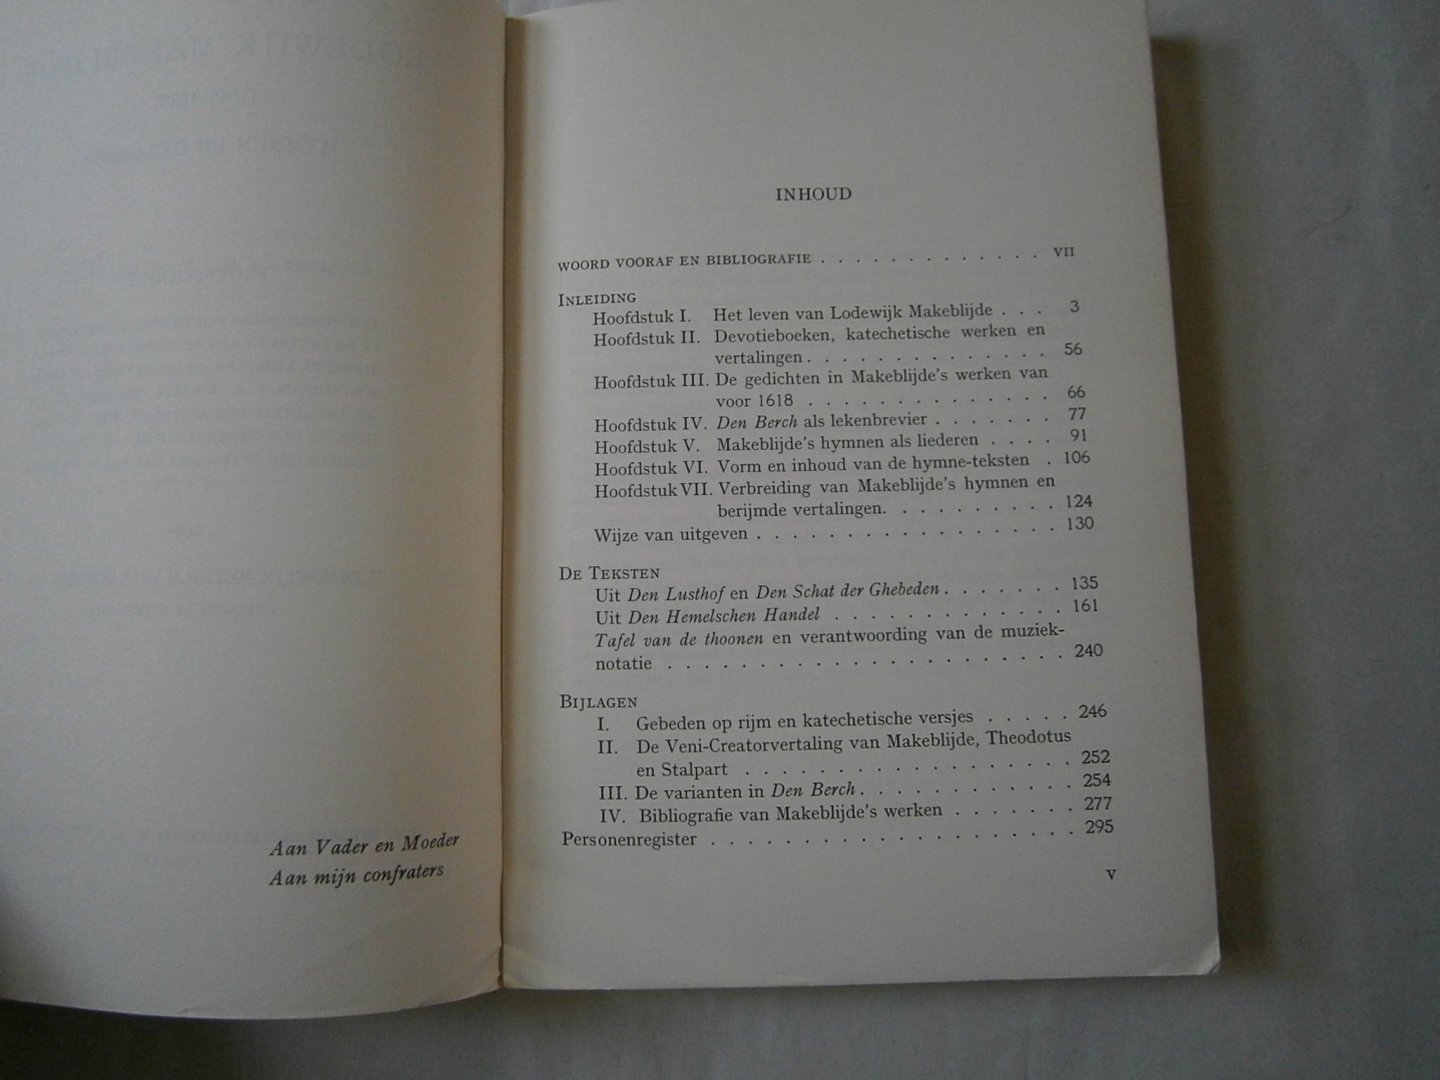 Aan Vader en Moeder
Aan mijn confraters
INHOUD
WOORD VOORAF EN BIBLIOGRAFIE . . . . . . . . . . . . . VII
INLEIDING
Hoofdstuk I. Het leven van Lodewijk Makeblijde . . . 3
Hoofdstuk II. Devotieboeken, katechetische werken en
vertalingen . . . . . . . . . . . . . 56
Hoofdstuk III. De gedichten in Makeblijde's werken van
voor 1618 . . . . . . . . . . . . . 66
Hoofdstuk IV. Den Berch als lekenbrevier . . . . . . . 77
Hoofdstuk V. Makeblijde's hymnen als liederen . . . . 91
Hoofdstuk VI. Vorm en inhoud van de hymne-teksten . 106
Hoofdstuk VII. Verbreiding van Makeblijde's hymnen en
berijmde vertalingen. . . . . . . . . . 124
Wijze van uitgeven . . . . . . . . . . . . . . . . . 130
DE TEKSTEN
Uit Den Lusthof en Den Schat der Ghebeden . . . . . . . 135
Uit Den Hemelschen Handel . . . . . . . . . . . . . 161
Tafel van de thoonen en verantwoording van de muziek-
notatie . . . . . . . . . . . . . . . . . . . . . . 240
BIJLAGEN
I. Gebeden op rijm en katechetische versjes . . . . . 246
II. De Veni-Creatorvertaling van Makeblijde, Theodotus
en Stalpart . . . . . . . . . . . . . . . . . . 252
III. De varianten in Den Berch . . . . . . . . . . . . 254
IV. Bibliografie van Makeblijde's werken . . . . . . . 277
Personenregister . . . . . . . . . . . . . . . . . . . . 295
V